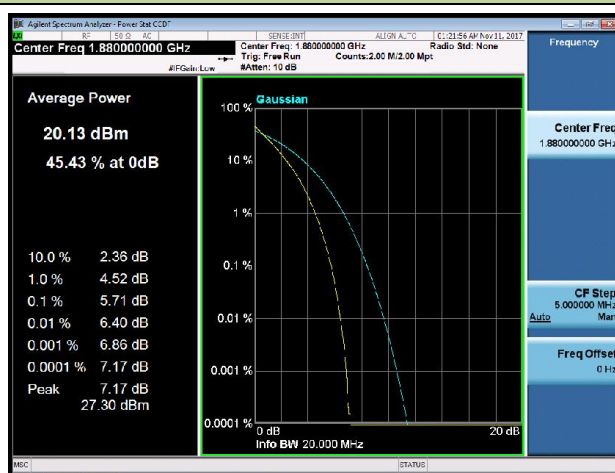 Agilent Spectrum Analyzer - Power Stat CCDF
RF 50 Ω AC SENSE:INT ALIGN AUTO 01:21:56 AM Nov 11, 2017
Center Freq 1.880000000 GHz
Center Freq: 1.880000000 GHz Radio Std: None
Trig: Free Run Counts:2.00 M/2.00 Mpt
#IFGain:Low #Atten: 10 dB
Frequency
Average Power
20.13 dBm
45.43 % at 0dB
10.0 % 2.36 dB
1.0 % 4.52 dB
0.1 % 5.71 dB
0.01 % 6.40 dB
0.001 % 6.86 dB
0.0001 % 7.17 dB
Peak 7.17 dB
27.30 dBm
Gaussian
100 %
10 %
1 %
0.1 %
0.01 %
0.001 %
0.0001 %
0 dB 20 dB
Info BW 20.000 MHz
Center Freq
1.880000000 GHz
CF Step
5.000000 MHz
Auto Man
Freq Offset
0 Hz
MSG STATUS